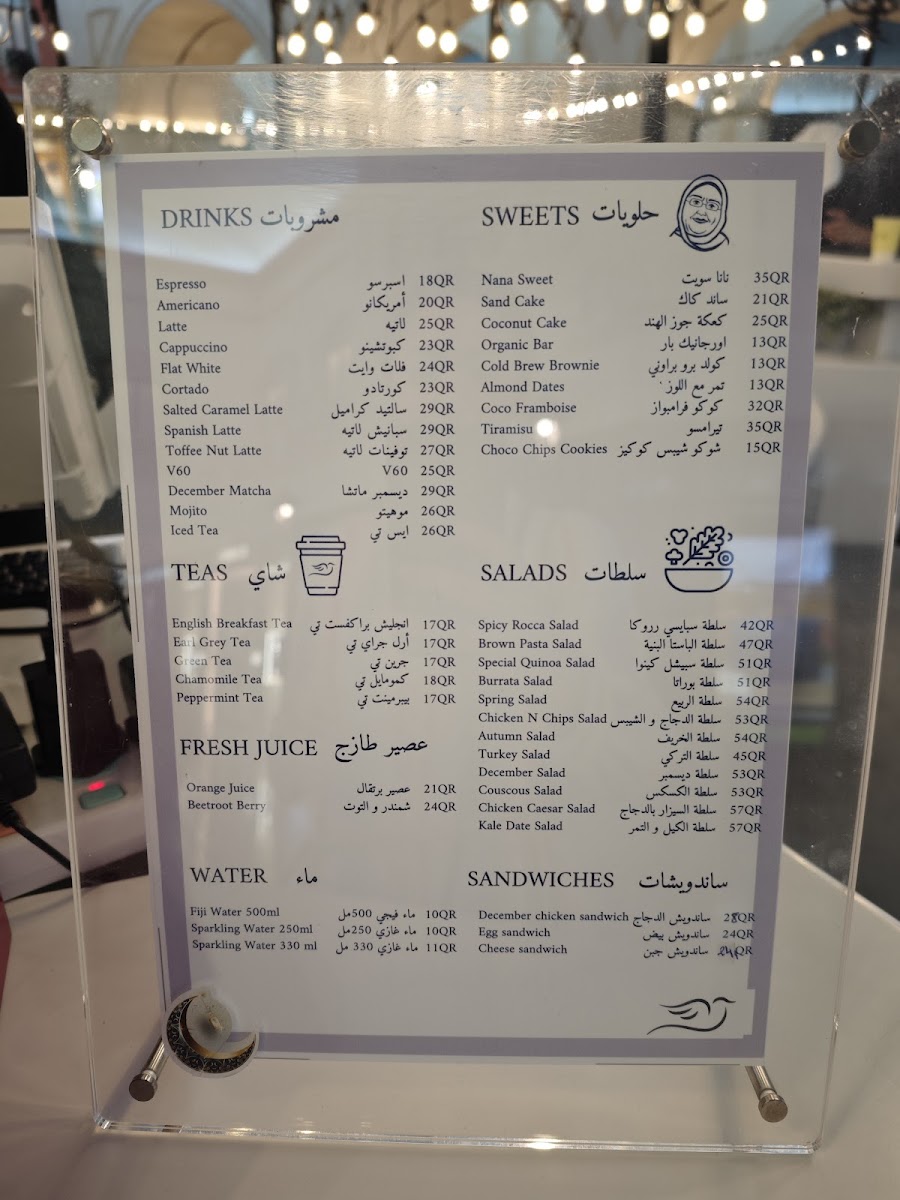 DRINKS مشروبات
Espresso اسبرسو 18QR
Americano أمريكانو 20QR
Latte لاتيه 25QR
Cappuccino كبوتشينو 23QR
Flat White فلات وايت 24QR
Cortado كورتادو 23QR
Salted Caramel Latte سالتيد كراميل 29QR
Spanish Latte سبانيش لاتيه 29QR
Toffee Nut Latte توفينات لاتيه 27QR
V60 V60 25QR
December Matcha ديسمبر ماتشا 29QR
Mojito موهيتو 26QR
Iced Tea ايس تي 26QR
TEAS شاي
English Breakfast Tea انجليش براكفست تي 17QR
Earl Grey Tea أرل جراي تي 17QR
Green Tea جرين تي 17QR
Chamomile Tea كمومايل تي 18QR
Peppermint Tea بيبرمينت تي 17QR
FRESH JUICE عصير طازج
Orange Juice عصير برتقال 21QR
Beetroot Berry شمندر و التوت 24QR
WATER ماء
Fiji Water 500ml ماء فيجي 500مل 10QR
Sparkling Water 250ml ماء غازي 250مل 10QR
Sparkling Water 330 ml ماء غازي 330 مل 11QR
SWEETS حلويات
Nana Sweet نانا سويت 35QR
Sand Cake ساند كاك 21QR
Coconut Cake كعكة جوز الهند 25QR
Organic Bar اورجانيك بار 13QR
Cold Brew Brownie كولد برو براوني 13QR
Almond Dates تمر مع اللوز 13QR
Coco Framboise كوكو فرامبواز 32QR
Tiramisu تيرامسو 35QR
Choco Chips Cookies شوكو شيبس كوكيز 15QR
SALADS سلطات
Spicy Rocca Salad سلطة سبايسي رروكا 42QR
Brown Pasta Salad سلطة الباستا البنية 47QR
Special Quinoa Salad سلطة سبيشل كينوا 51QR
Burrata Salad سلطة بوراتا 51QR
Spring Salad سلطة الربيع 54QR
Chicken N Chips Salad سلطة الدجاج و الشيبس 53QR
Autumn Salad سلطة الخريف 54QR
Turkey Salad سلطة التركي 45QR
December Salad سلطة ديسمبر 53QR
Couscous Salad سلطة الكسكس 53QR
Chicken Caesar Salad سلطة السيزار بالدجاج 57QR
Kale Date Salad سلطة الكيل و التمر 57QR
SANDWICHES ساندويشات
December chicken sandwich ساندويش الدجاج 28QR
Egg sandwich ساندويش بيض 24QR
Cheese sandwich ساندويش جبن 24QR